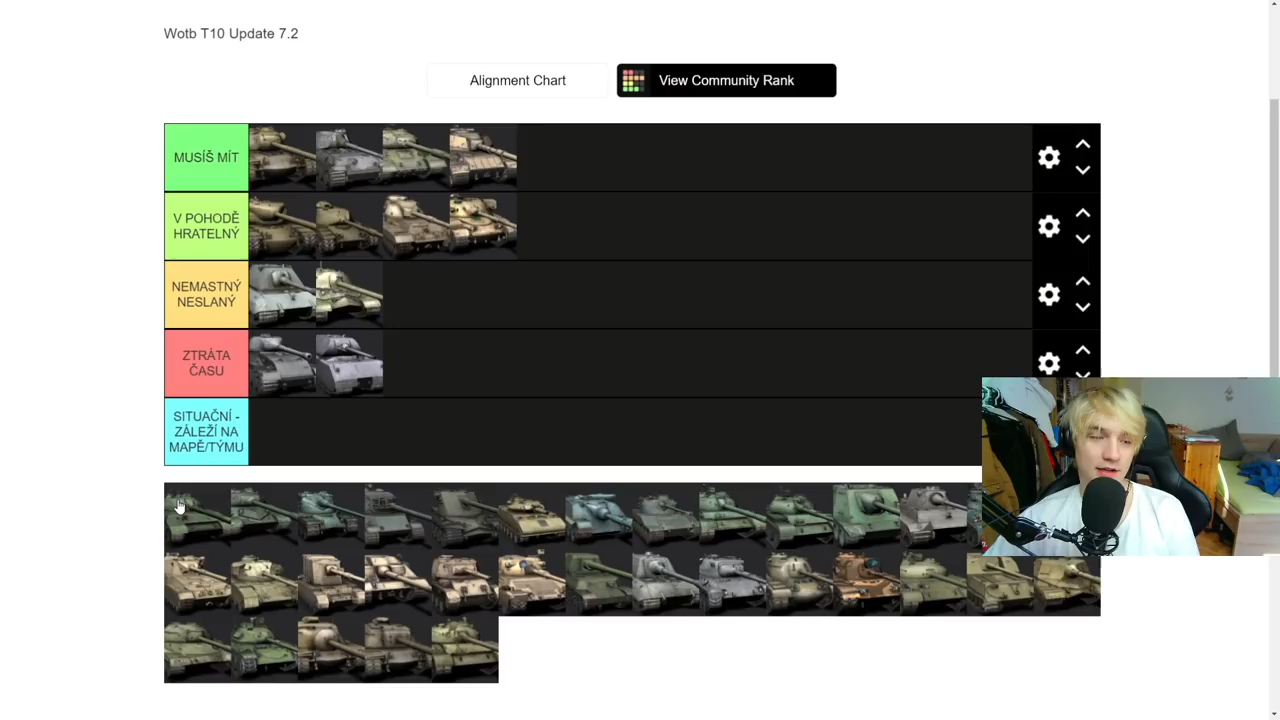 Wotb T10 Update 7.2
Alignment Chart
View Community Rank
MUSÍŠ MÍT
V POHODĚ
HRATELNÝ
NEMASTNÝ
NESLANÝ
ZTRÁTA
ČASU
SITUAČNÍ -
ZÁLEŽÍ NA
MAPĚ/TÝMU